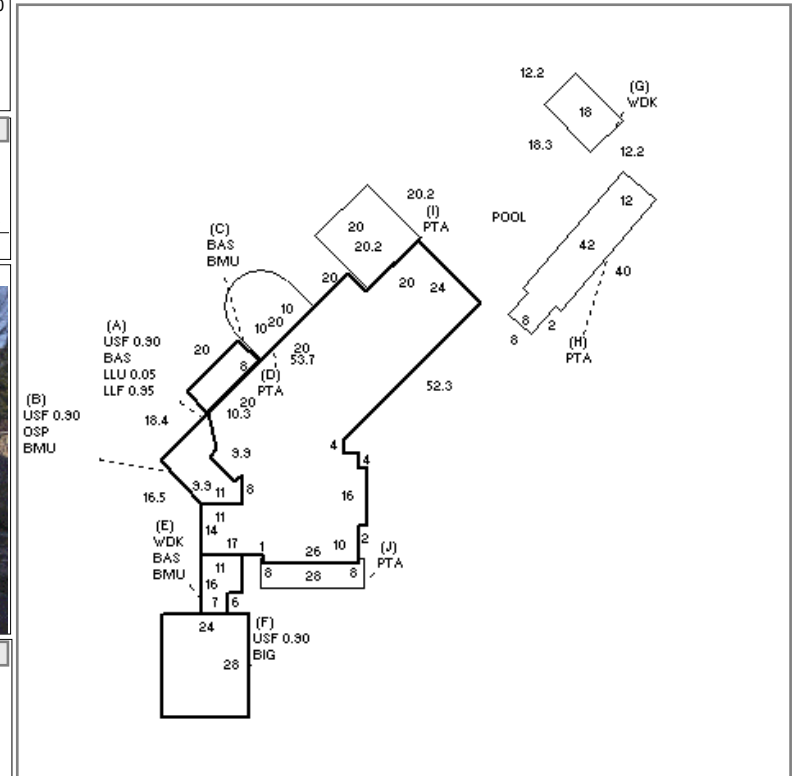 12.2
(G)
WDK
18
18.3
12.2
12
20.2
(I)
PTA
POOL
20
20.2
(C)
BAS
BMU
42
40
20
20
24
10
10
20
8
8
2
(H)
PTA
(A)
USF 0.90
BAS
LLU 0.05
LLF 0.95
20
20
53.7
8
(D)
PTA
52.3
(B)
USF 0.90
OSP
BMU
20
10.3
18.4
4
9.9
4
9.9
11
8
16
16.5
11
14
(E)
WDK
BAS
BMU
17
1
26
10
2
(J)
PTA
11
8
28
8
16
7
6
24
(F)
USF 0.90
BIG
28